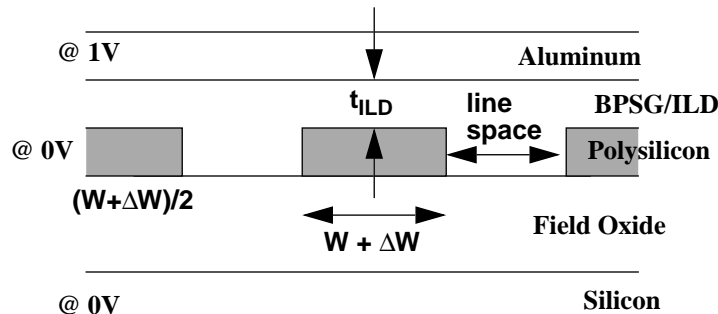 @ 1V
Aluminum
t_ILD
line
space
BPSG/ILD
@ 0V
Polysilicon
(W+ΔW)/2
W + ΔW
Field Oxide
@ 0V
Silicon